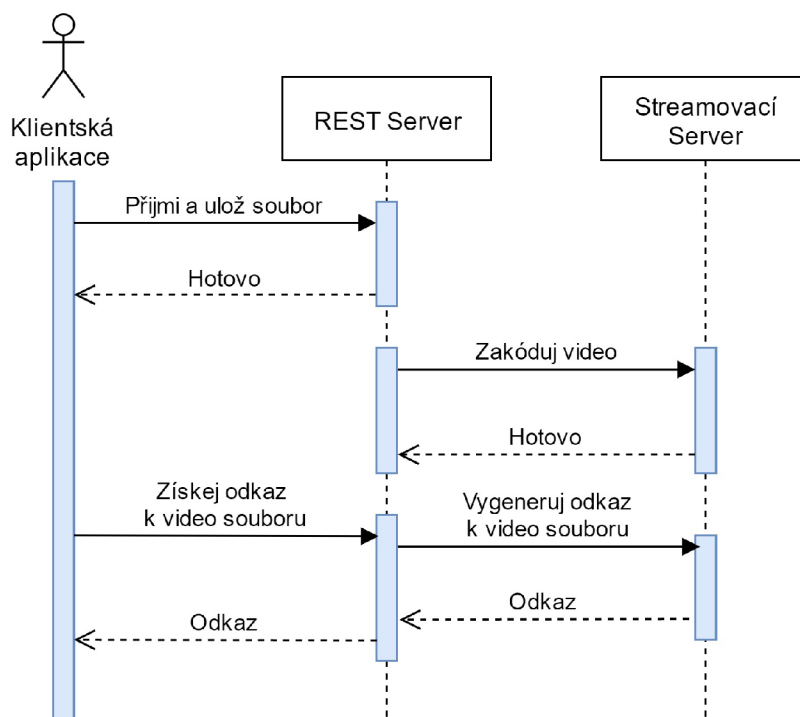 Klientská
aplikace
REST Server
Streamovací
Server
Přijmi a ulož soubor
Hotovo
Zakóduj video
Hotovo
Získej odkaz
k video souboru
Vygeneruj odkaz
k video souboru
Odkaz
Odkaz